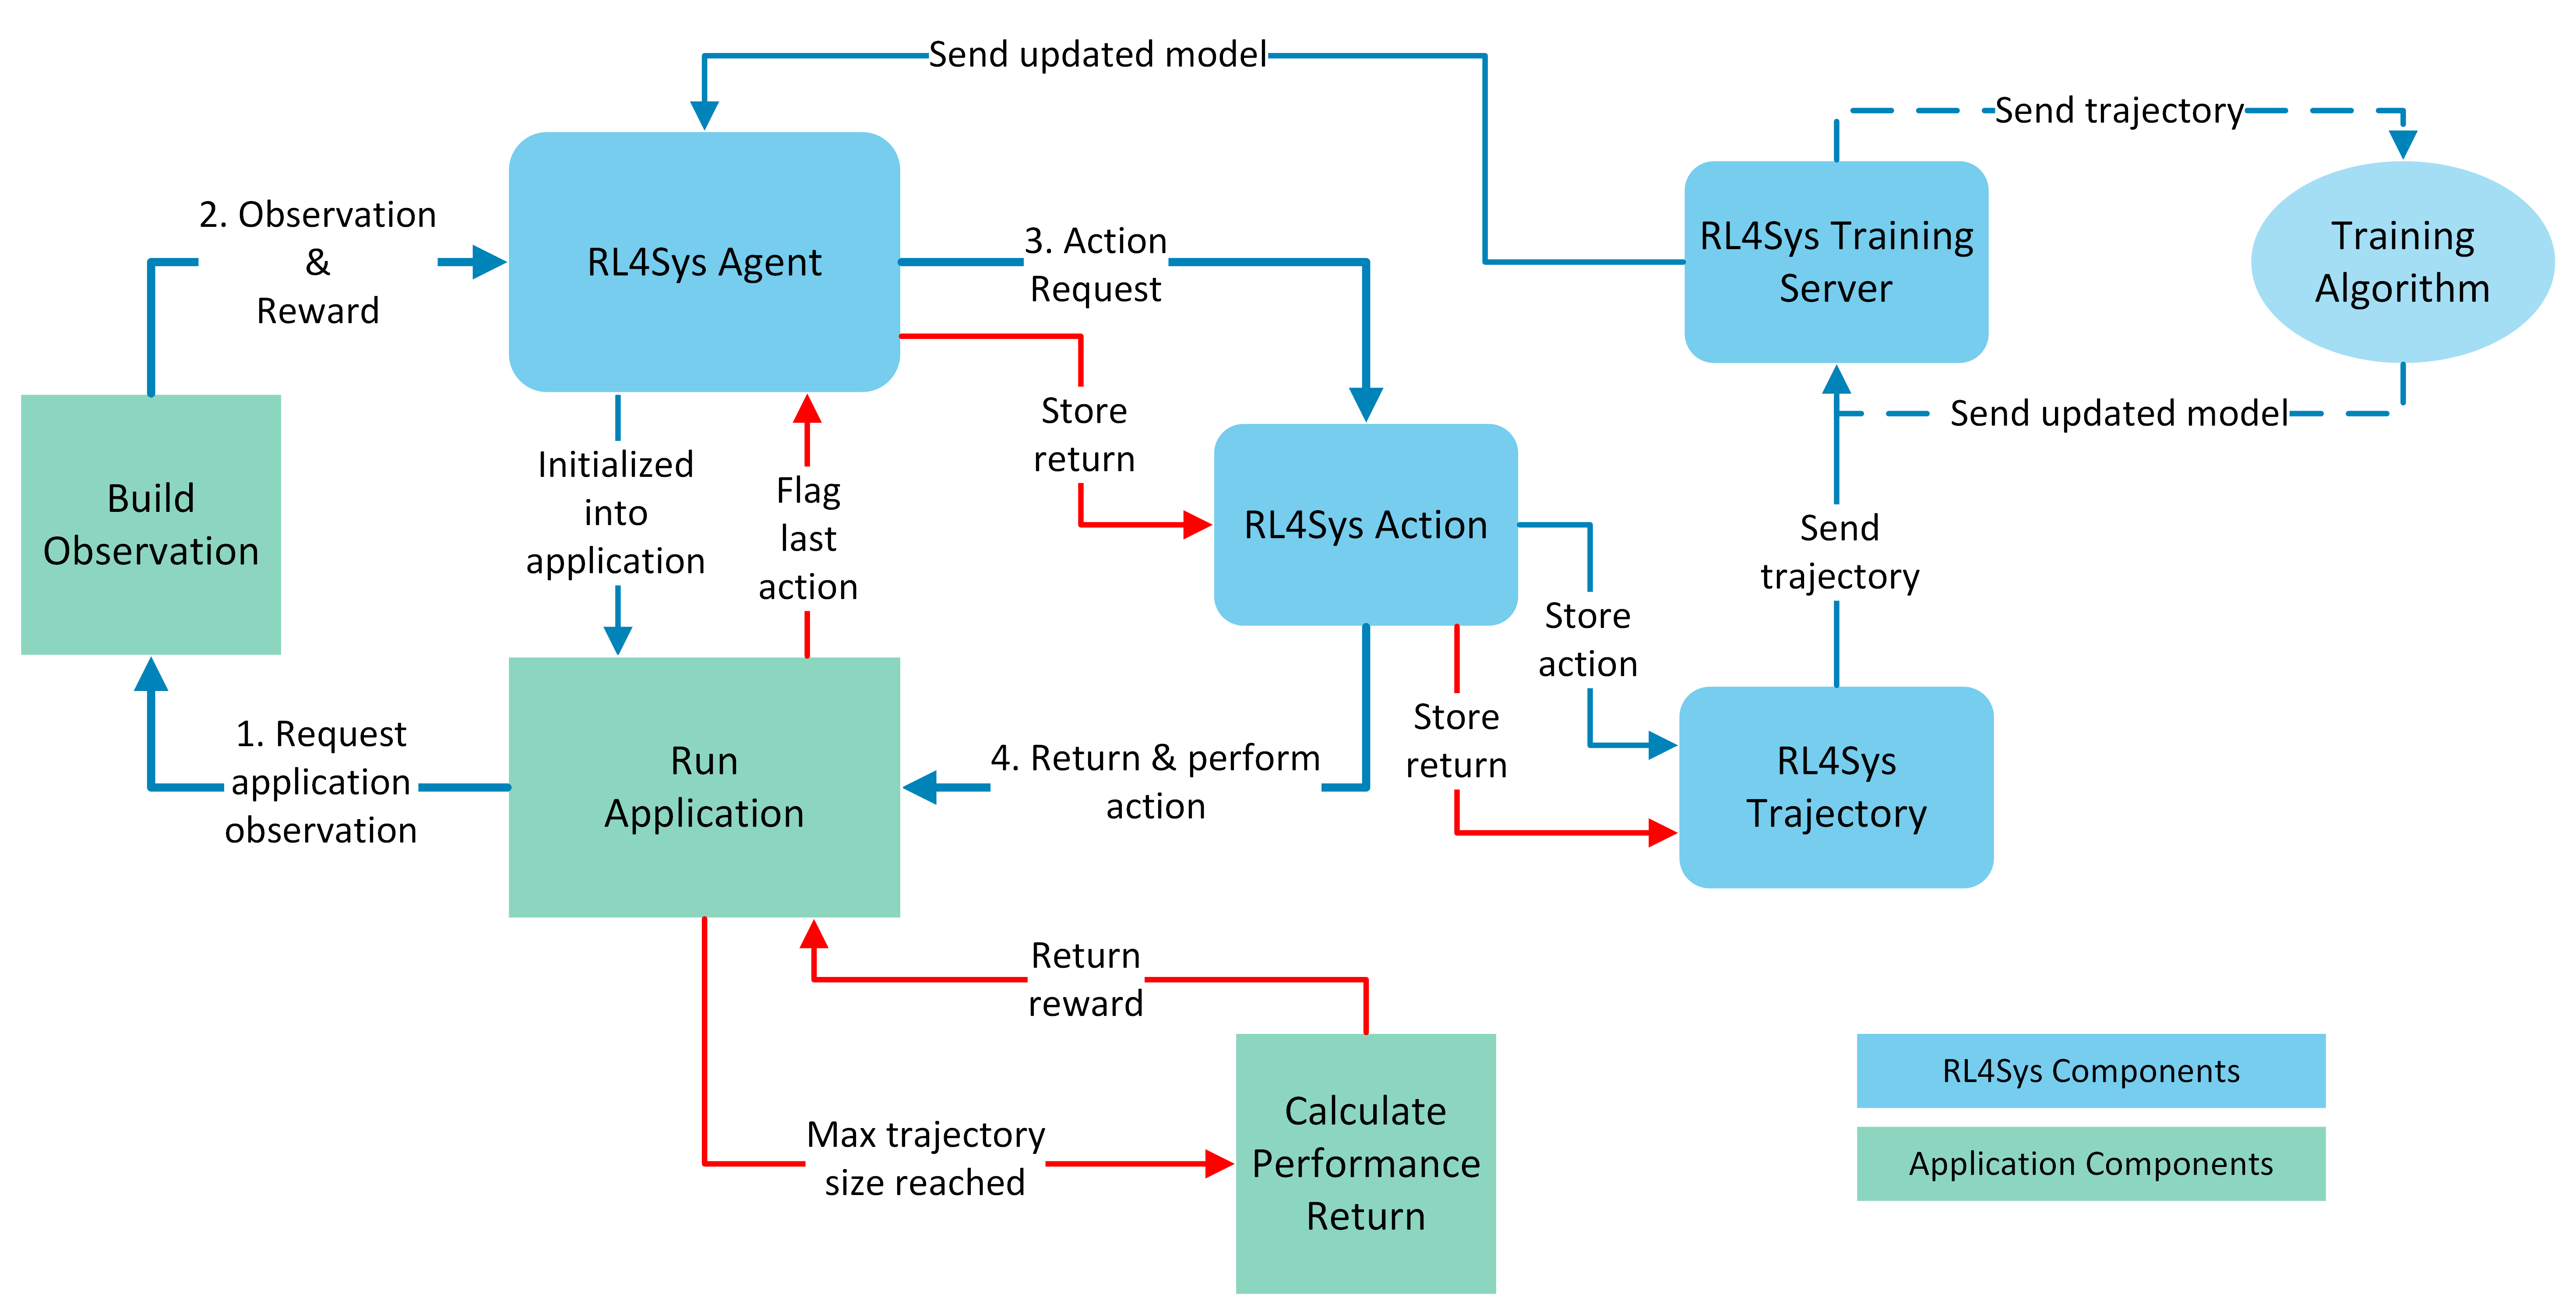 Send updated model
Send trajectory
2. Observation
&
Reward
RL4Sys Agent
3. Action
Request
RL4Sys Training
Server
Training
Algorithm
Store
return
Send updated model
Initialized
into
application
Flag
last
action
Build
Observation
RL4Sys Action
Send
trajectory
Store
action
1. Request
application
observation
Run
Application
4. Return & perform
action
Store
return
RL4Sys
Trajectory
Return
reward
Max trajectory
size reached
Calculate
Performance
Return
RL4Sys Components
Application Components